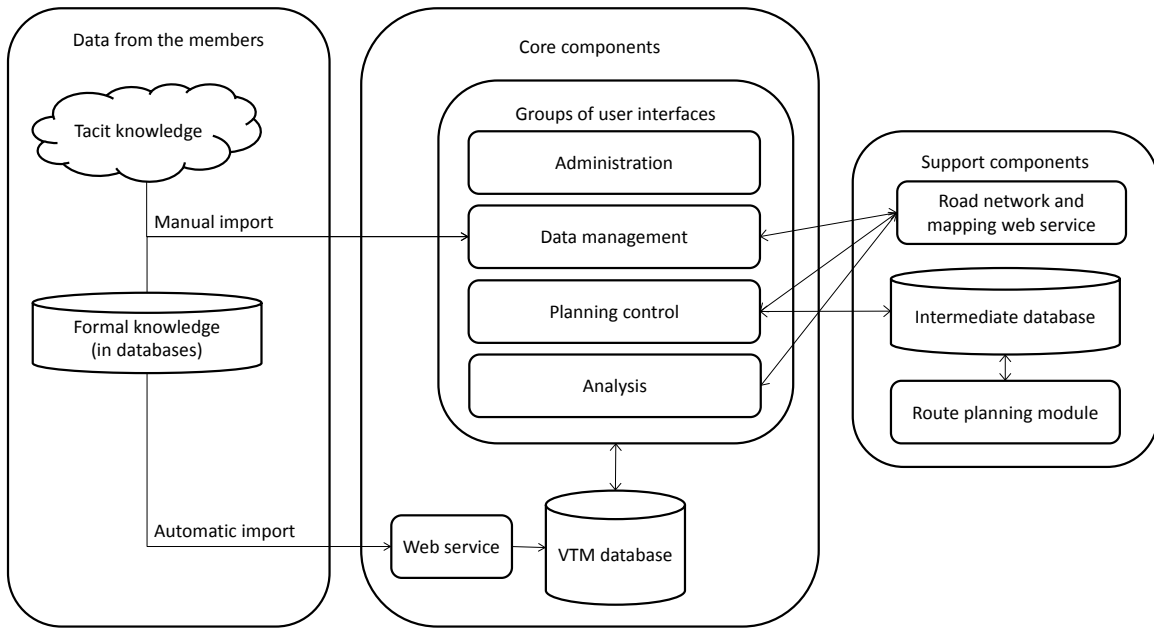 Data from the members
Tacit knowledge
Manual import
Formal knowledge
(in databases)
Automatic import
Core components
Groups of user interfaces
Administration
Data management
Planning control
Analysis
Web service
VTM database
Support components
Road network and
mapping web service
Intermediate database
Route planning module